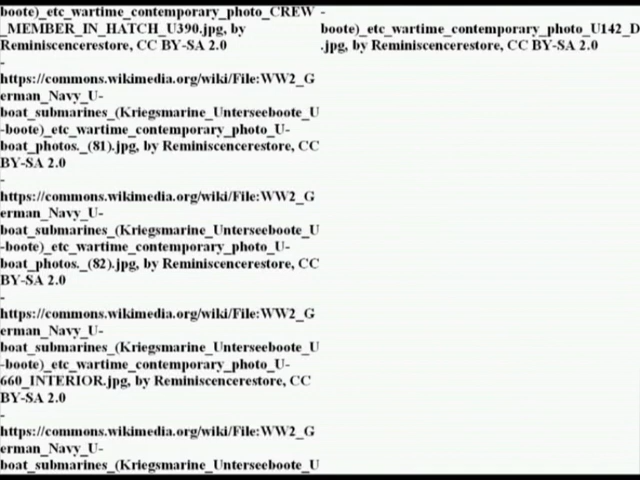 boote)_etc_wartime_contemporary_photo_CREW
_MEMBER_IN_HATCH_U390.jpg, by
Reminiscencerestore, CC BY-SA 2.0
-
https://commons.wikimedia.org/wiki/File:WW2_G
erman_Navy_U-
boat_submarines_(Kriegsmarine_Unterseeboote_U
-boote)_etc_wartime_contemporary_photo_U-
boat_photos._(81).jpg, by Reminiscencerestore, CC
BY-SA 2.0
-
https://commons.wikimedia.org/wiki/File:WW2_G
erman_Navy_U-
boat_submarines_(Kriegsmarine_Unterseeboote_U
-boote)_etc_wartime_contemporary_photo_U-
boat_photos._(82).jpg, by Reminiscencerestore, CC
BY-SA 2.0
-
https://commons.wikimedia.org/wiki/File:WW2_G
erman_Navy_U-
boat_submarines_(Kriegsmarine_Unterseeboote_U
-boote)_etc_wartime_contemporary_photo_U-
660_INTERIOR.jpg, by Reminiscencerestore, CC
BY-SA 2.0
-
https://commons.wikimedia.org/wiki/File:WW2_G
erman_Navy_U-
boat_submarines_(Kriegsmarine_Unterseeboote_U
-
boote)_etc_wartime_contemporary_photo_U142_D
.jpg, by Reminiscencerestore, CC BY-SA 2.0